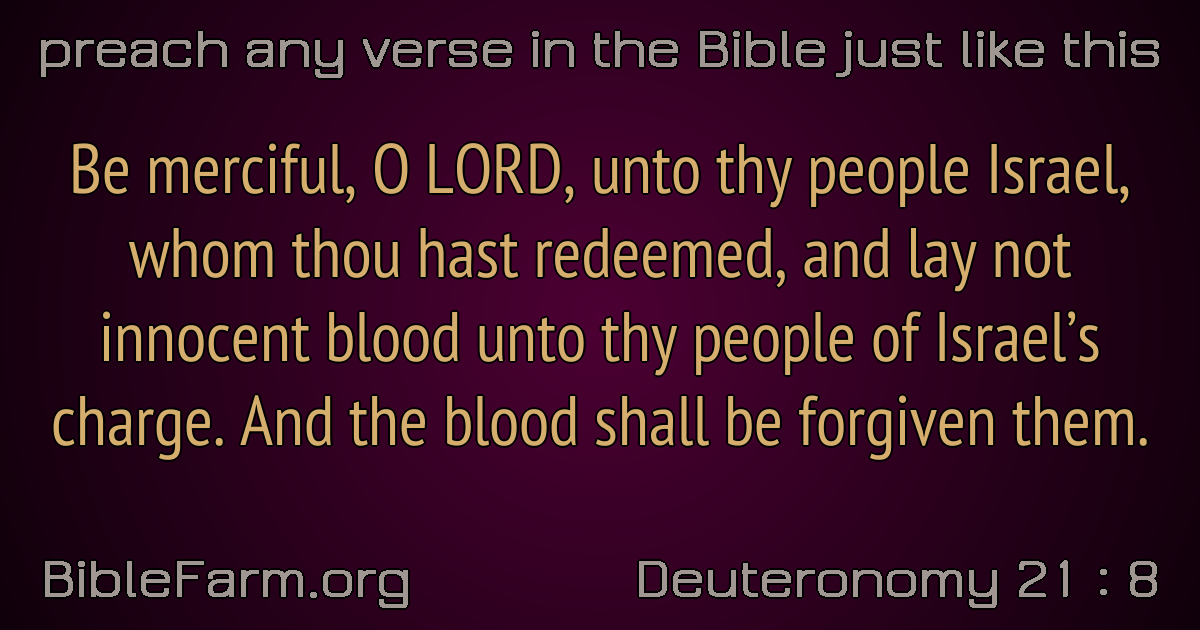 preach any verse in the Bible just like this
Be merciful, O LORD, unto thy people Israel,
whom thou hast redeemed, and lay not
innocent blood unto thy people of Israel’s
charge. And the blood shall be forgiven them.
BibleFarm.org
Deuteronomy 21 : 8